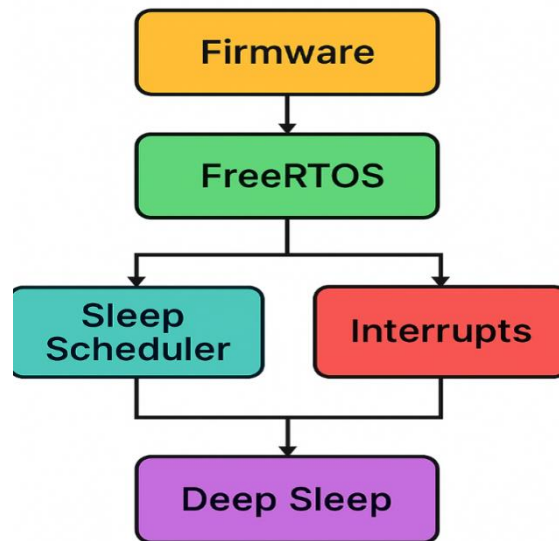 Firmware
FreeRTOS
Sleep
Scheduler
Interrupts
Deep Sleep